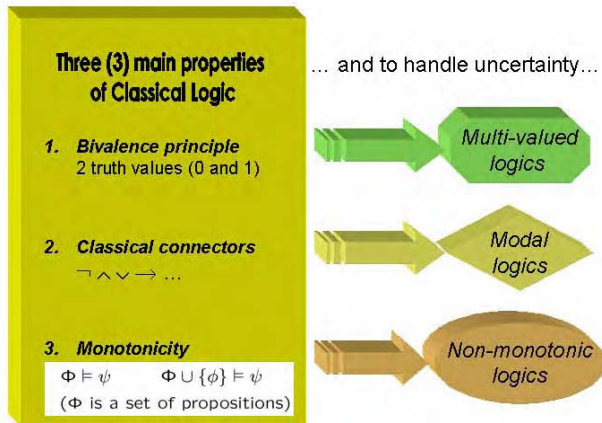 Three (3) main properties
of Classical Logic
... and to handle uncertainty...
1. Bivalence principle
2 truth values (0 and 1)
Multi-valued
logics
2. Classical connectors
¬ ∧ ∨ → ...
Modal
logics
3. Monotonicity
Φ ⊨ ψ Φ ∪ {ϕ} ⊨ ψ
(Φ is a set of propositions)
Non-monotonic
logics